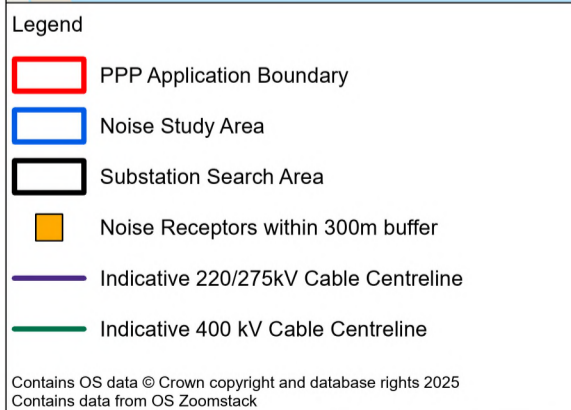 Legend
PPP Application Boundary
Noise Study Area
Substation Search Area
Noise Receptors within 300m buffer
Indicative 220/275kV Cable Centreline
Indicative 400 kV Cable Centreline
Contains OS data © Crown copyright and database rights 2025
Contains data from OS Zoomstack